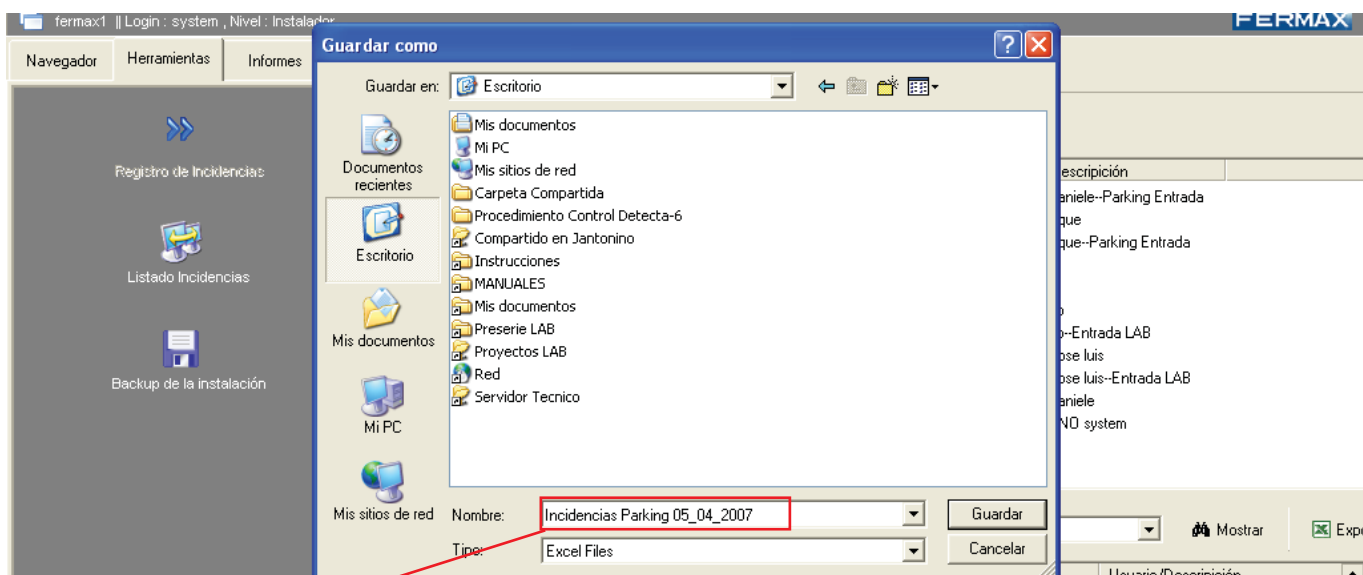 fermax1 || Login : system , Nivel : Instalador
FERMAX
Navegador
Herramientas
Informes
Registro de Incidencias
Listado Incidencias
Backup de la instalación
Guardar como
Guardar en:
Escritorio
Documentos
recientes
Escritorio
Mis documentos
Mi PC
Mis sitios de red
Mis documentos
Mi PC
Mis sitios de red
Carpeta Compartida
Procedimiento Control Detecta-6
Compartido en Jantonino
Instrucciones
MANUALES
Mis documentos
Preserie LAB
Proyectos LAB
Red
Servidor Tecnico
Nombre:
Incidencias Parking 05_04_2007
Guardar
Tipo:
Excel Files
Cancelar
escripición
aniele--Parking Entrada
que
que--Parking Entrada
o
o--Entrada LAB
ose luis
ose luis--Entrada LAB
aniele
NO system
Mostrar
Expo
Usuario/Descripición